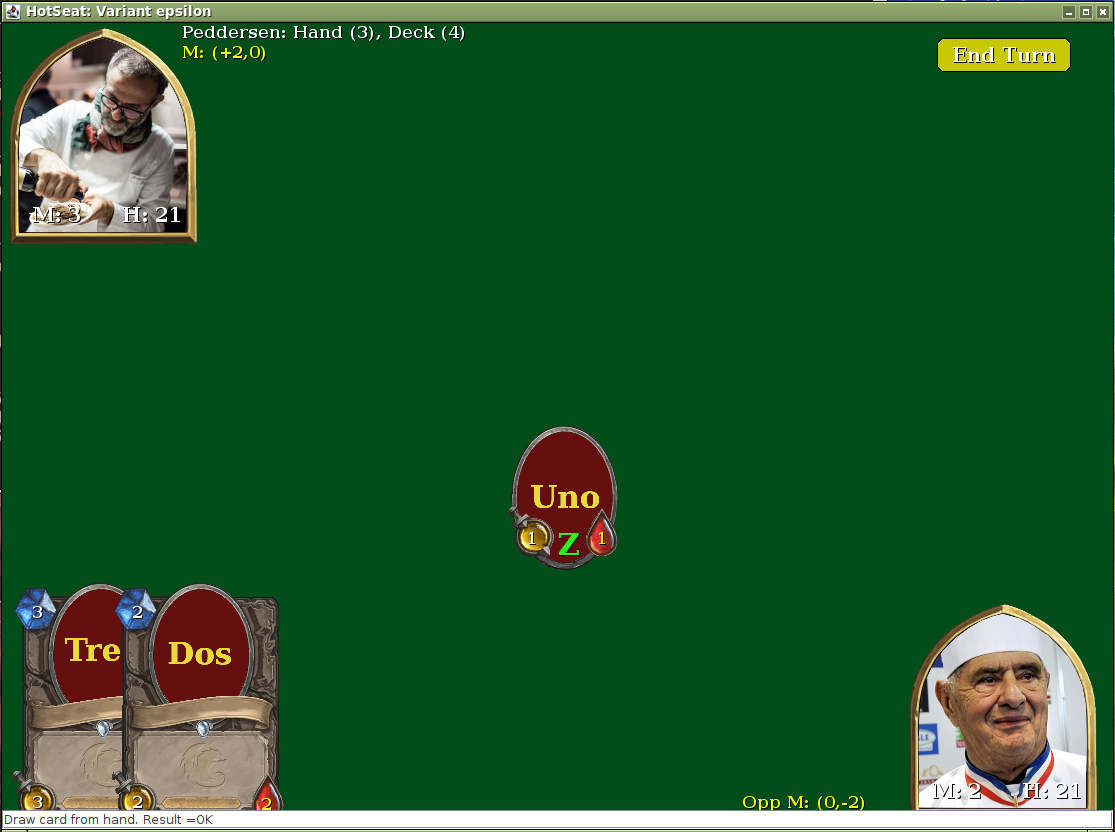 HotSeat: Variant epsilon
Peddersen: Hand (3), Deck (4)
M: (+2,0)
End Turn
M: 3 H: 21
Uno
1 Z 1
3 2
Tre Dos
3 2 2
Opp M: (0,-2)
M: 2 H: 21
Draw card from hand. Result =OK